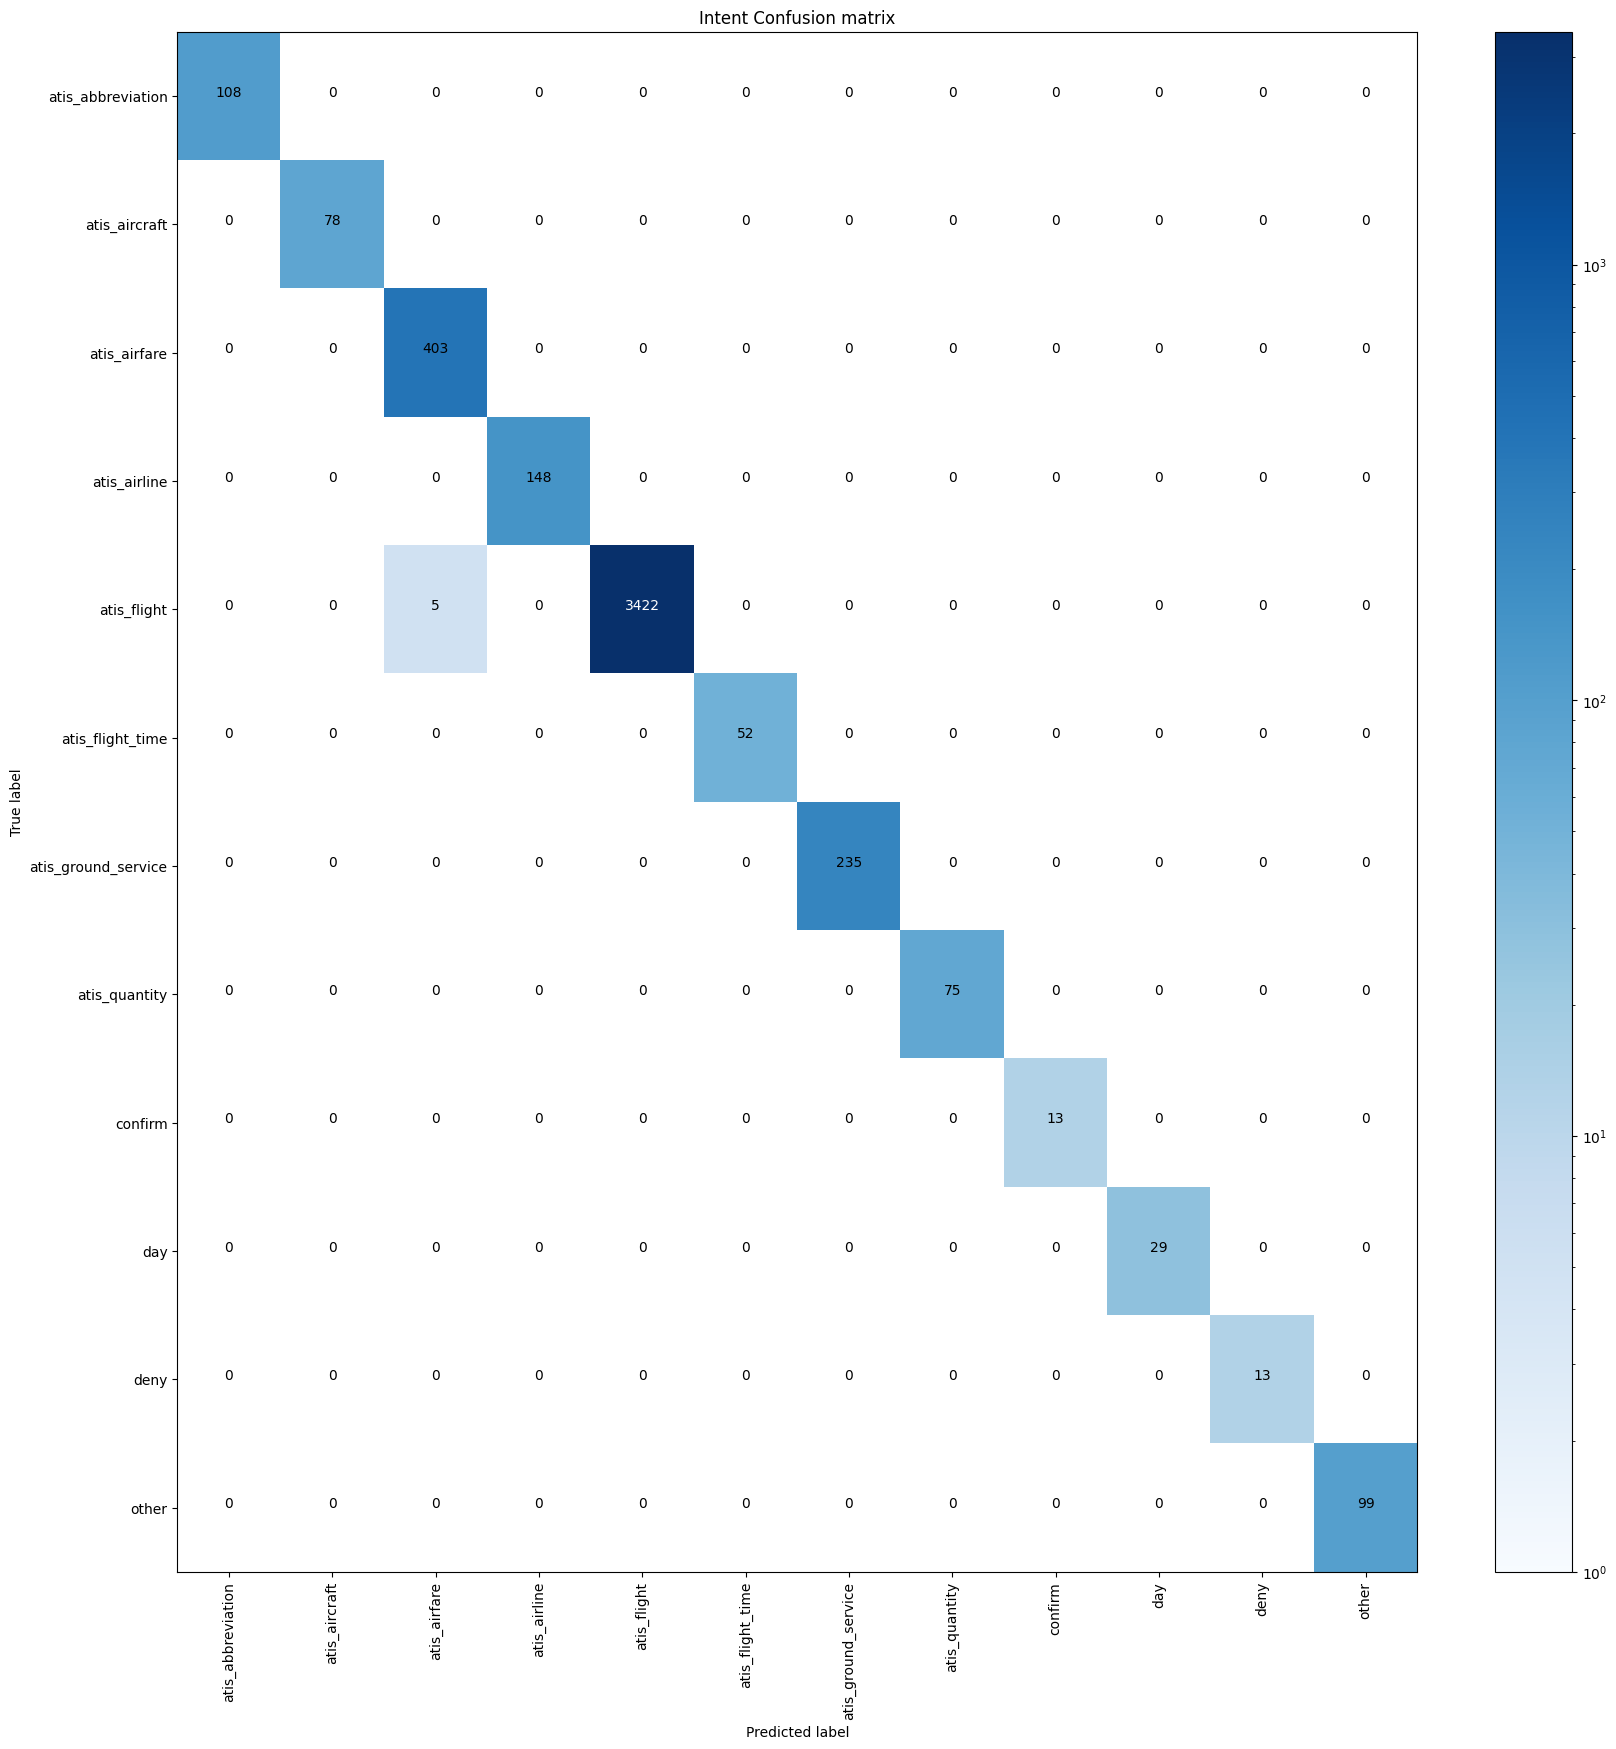 Intent Confusion matrix
atis_abbreviation 108 0 0 0 0 0 0 0 0 0 0 0
atis_aircraft 0 78 0 0 0 0 0 0 0 0 0 0
atis_airfare 0 0 403 0 0 0 0 0 0 0 0 0
atis_airline 0 0 0 148 0 0 0 0 0 0 0 0
atis_flight 0 0 5 0 3422 0 0 0 0 0 0 0
atis_flight_time 0 0 0 0 0 52 0 0 0 0 0 0
atis_ground_service 0 0 0 0 0 0 235 0 0 0 0 0
atis_quantity 0 0 0 0 0 0 0 75 0 0 0 0
confirm 0 0 0 0 0 0 0 0 13 0 0 0
day 0 0 0 0 0 0 0 0 0 29 0 0
deny 0 0 0 0 0 0 0 0 0 0 13 0
other 0 0 0 0 0 0 0 0 0 0 0 99
True label
atis_abbreviation
atis_aircraft
atis_airfare
atis_airline
atis_flight
atis_flight_time
atis_ground_service
atis_quantity
confirm
day
deny
other
Predicted label
10³
10²
10¹
10⁰